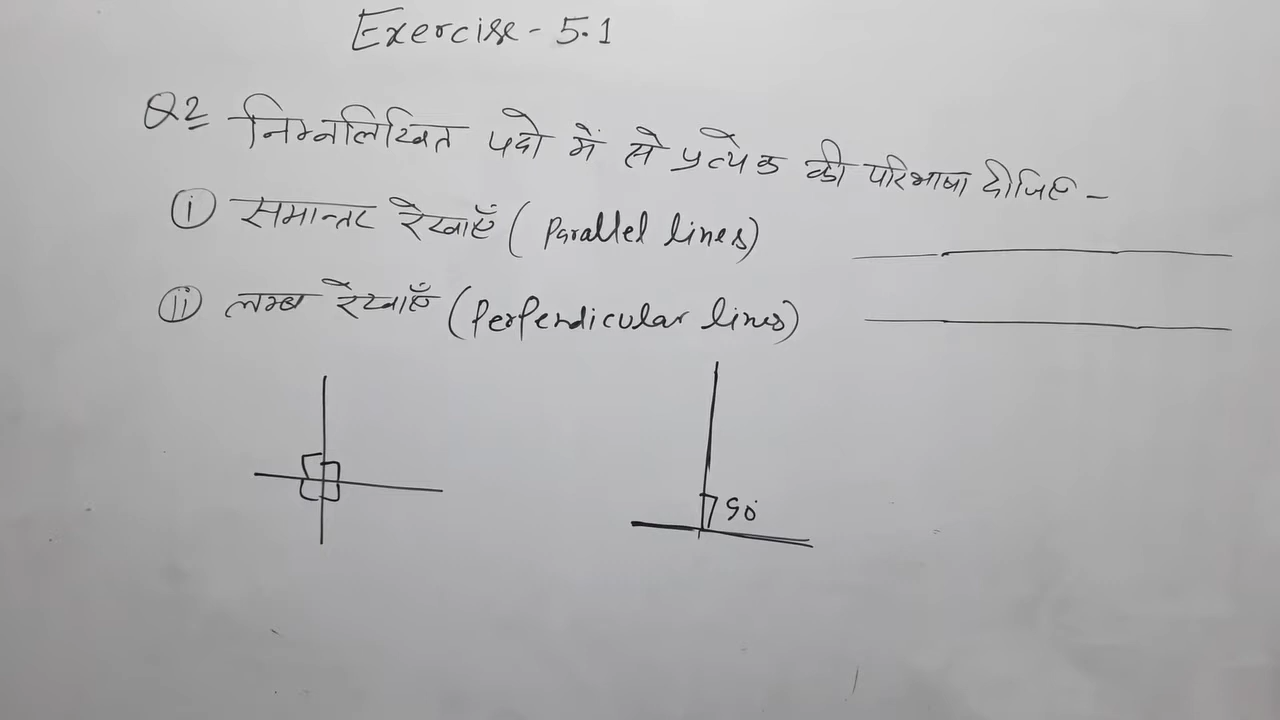 Exercise - 5.1
Q2 निम्नलिखित पदो में से प्रत्येक की परिभाषा दीजिए -
(i) समान्तर रेखाएँ ( Parallel lines)
(ii) लम्ब रेखाएँ (Perpendicular lines)
90°